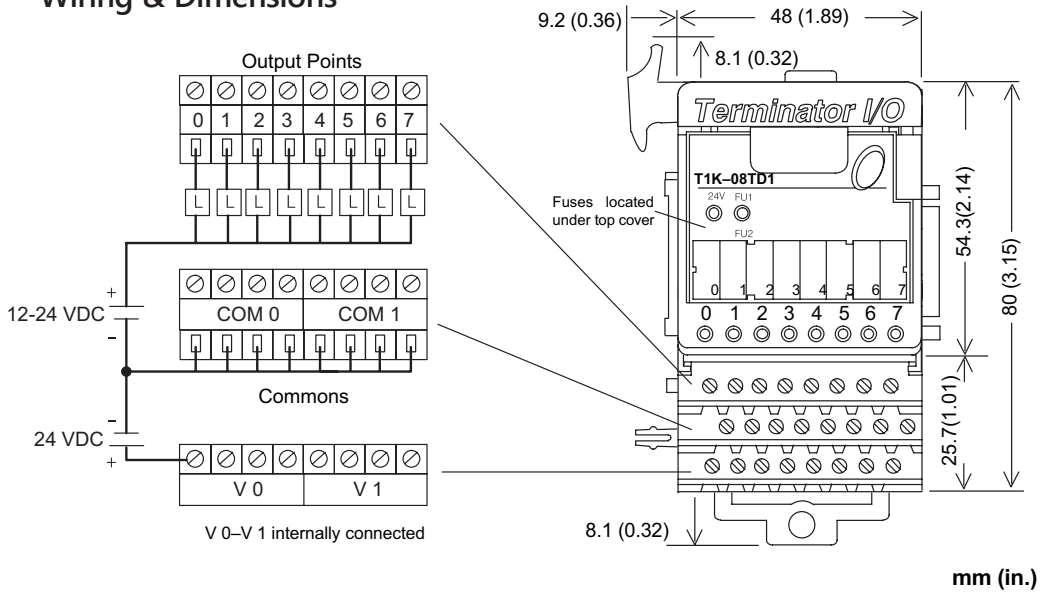 Wiring & Dimensions
Output Points
0 1 2 3 4 5 6 7
L L L L L L L L
+
12-24 VDC
-
COM 0 COM 1
Commons
-
24 VDC
+
V 0 V 1
V 0–V 1 internally connected
9.2 (0.36)
48 (1.89)
8.1 (0.32)
Terminator I/O
T1K–08TD1
24V FU1
FU2
Fuses located
under top cover
0 1 2 3 4 5 6 7
0 1 2 3 4 5 6 7
54.3(2.14)
80 (3.15)
25.7(1.01)
8.1 (0.32)
mm (in.)